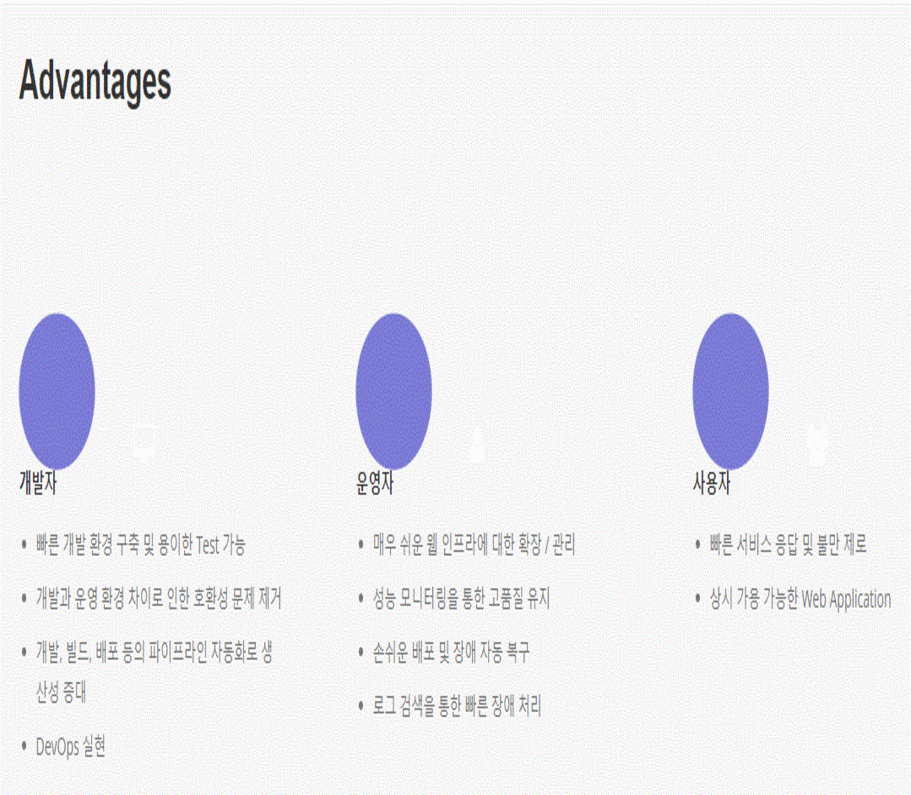 Advantages
개발자
• 빠른 개발 환경 구축 및 용이한 Test 가능
• 개발과 운영 환경 차이로 인한 호환성 문제 제거
• 개발, 빌드, 배포 등의 파이프라인 자동화로 생
산성 증대
• DevOps 실현
운영자
• 매우 쉬운 웹 인프라에 대한 확장 / 관리
• 성능 모니터링을 통한 고품질 유지
• 손쉬운 배포 및 장애 자동 복구
• 로그 검색을 통한 빠른 장애 처리
사용자
• 빠른 서비스 응답 및 불만 제로
• 상시 가용 가능한 Web Application